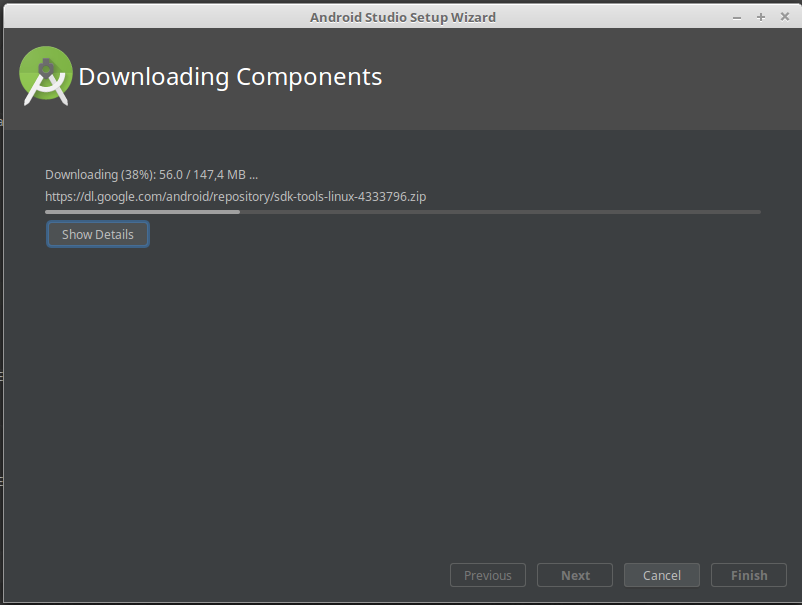 Android Studio Setup Wizard
Downloading Components
Downloading (38%): 56.0 / 147,4 MB ...
https://dl.google.com/android/repository/sdk-tools-linux-4333796.zip
Show Details
Previous
Next
Cancel
Finish